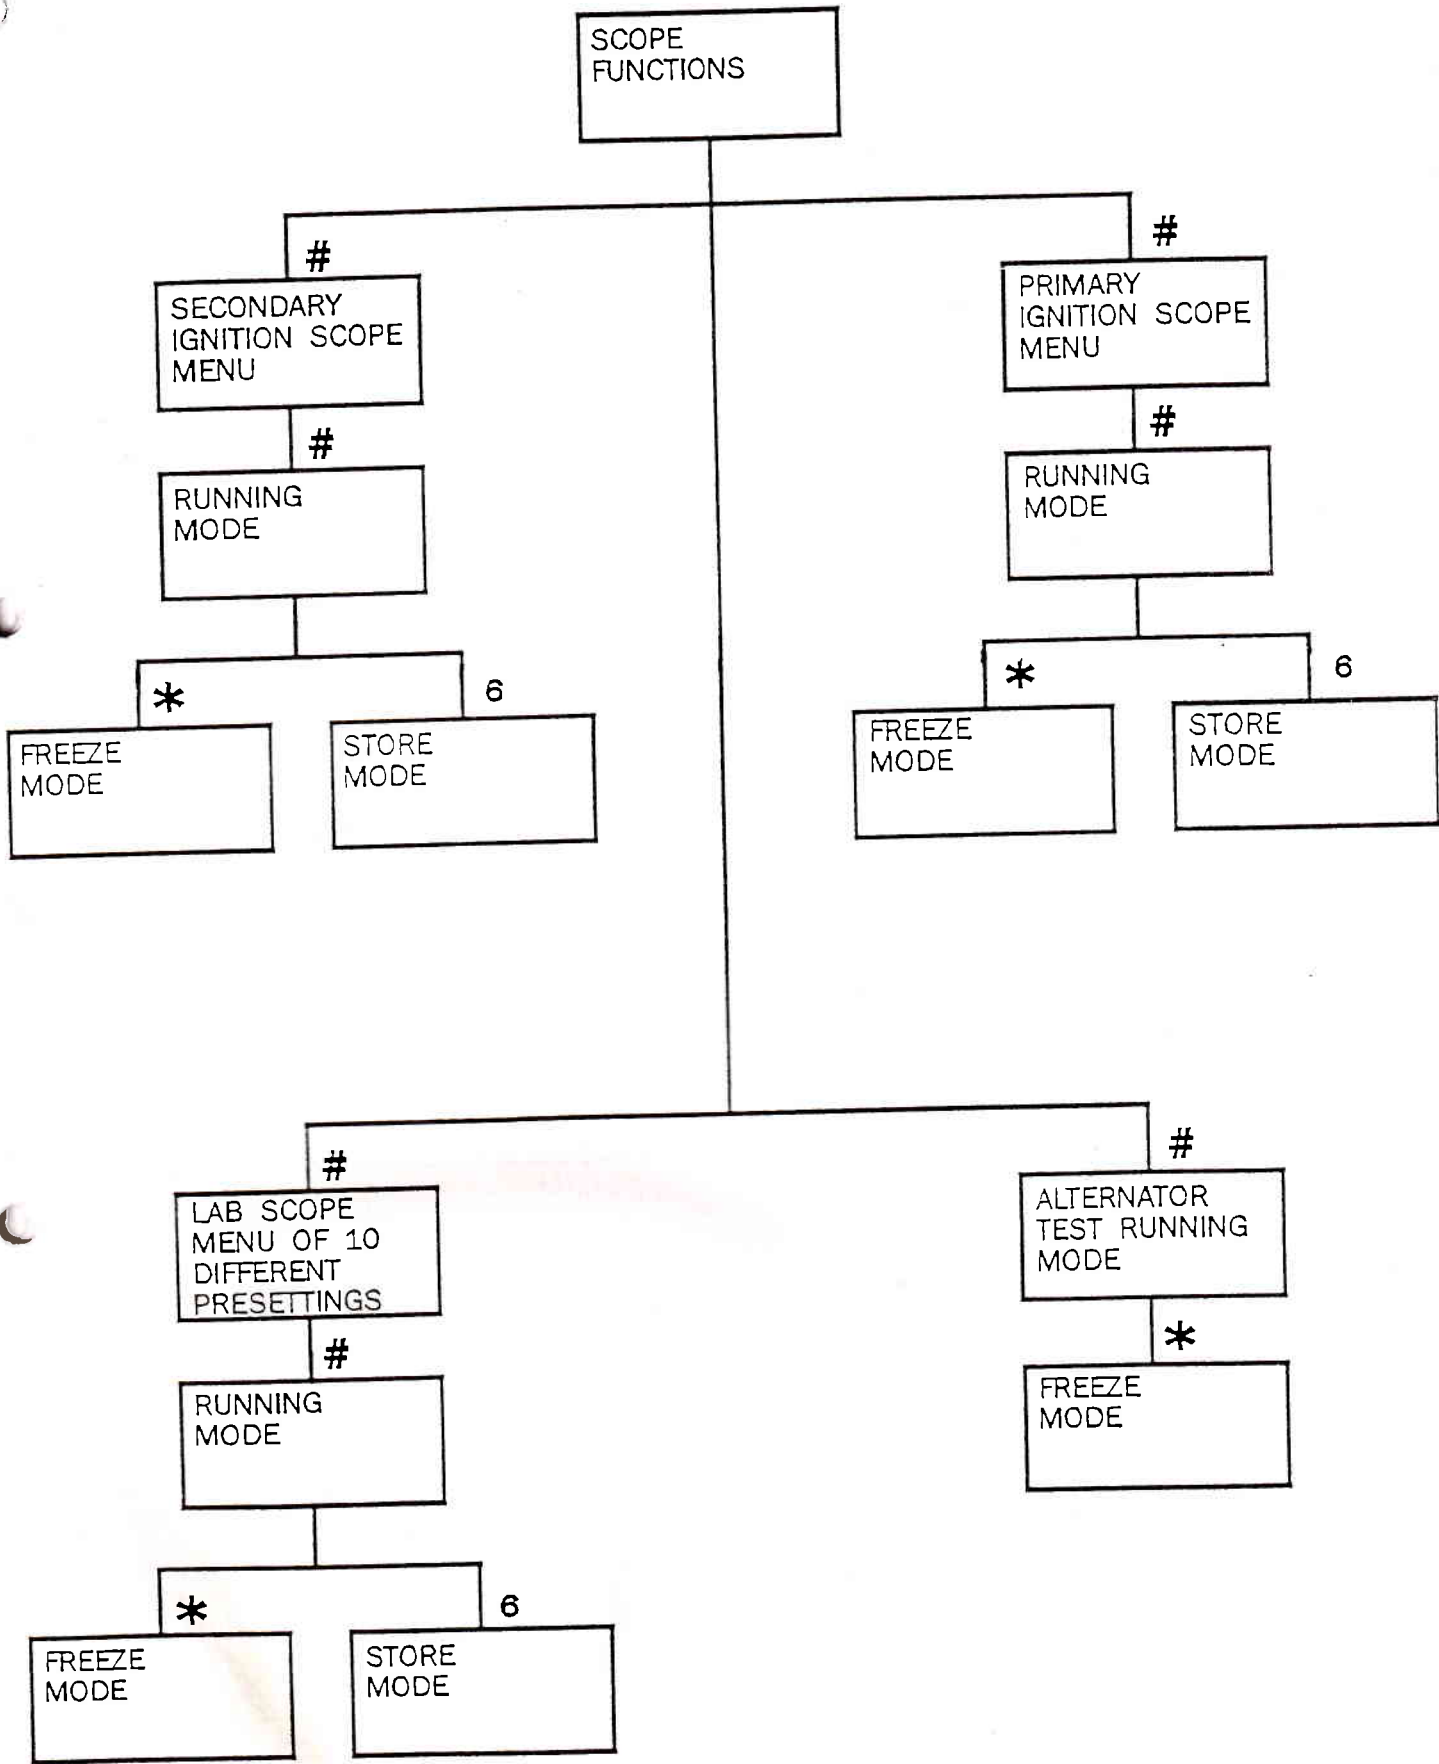 SCOPE
FUNCTIONS
#
SECONDARY
IGNITION SCOPE
MENU
#
RUNNING
MODE
*
FREEZE
MODE
6
STORE
MODE
#
PRIMARY
IGNITION SCOPE
MENU
#
RUNNING
MODE
*
FREEZE
MODE
6
STORE
MODE
#
LAB SCOPE
MENU OF 10
DIFFERENT
PRESETTINGS
#
RUNNING
MODE
*
FREEZE
MODE
6
STORE
MODE
#
ALTERNATOR
TEST RUNNING
MODE
*
FREEZE
MODE